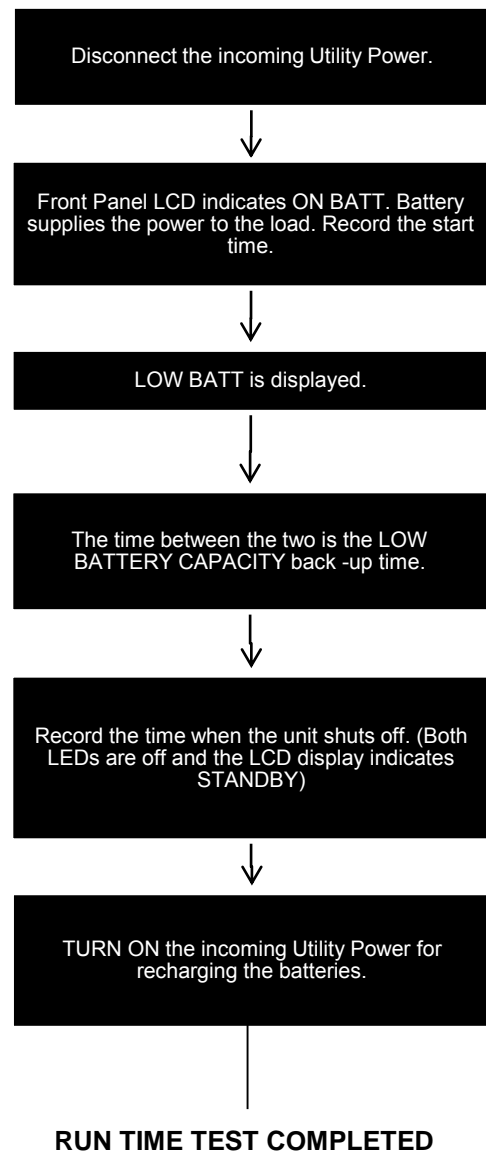 Disconnect the incoming Utility Power.
Front Panel LCD indicates ON BATT. Battery
supplies the power to the load. Record the start
time.
LOW BATT is displayed.
The time between the two is the LOW
BATTERY CAPACITY back -up time.
Record the time when the unit shuts off. (Both
LEDs are off and the LCD display indicates
STANDBY)
TURN ON the incoming Utility Power for
recharging the batteries.
RUN TIME TEST COMPLETED